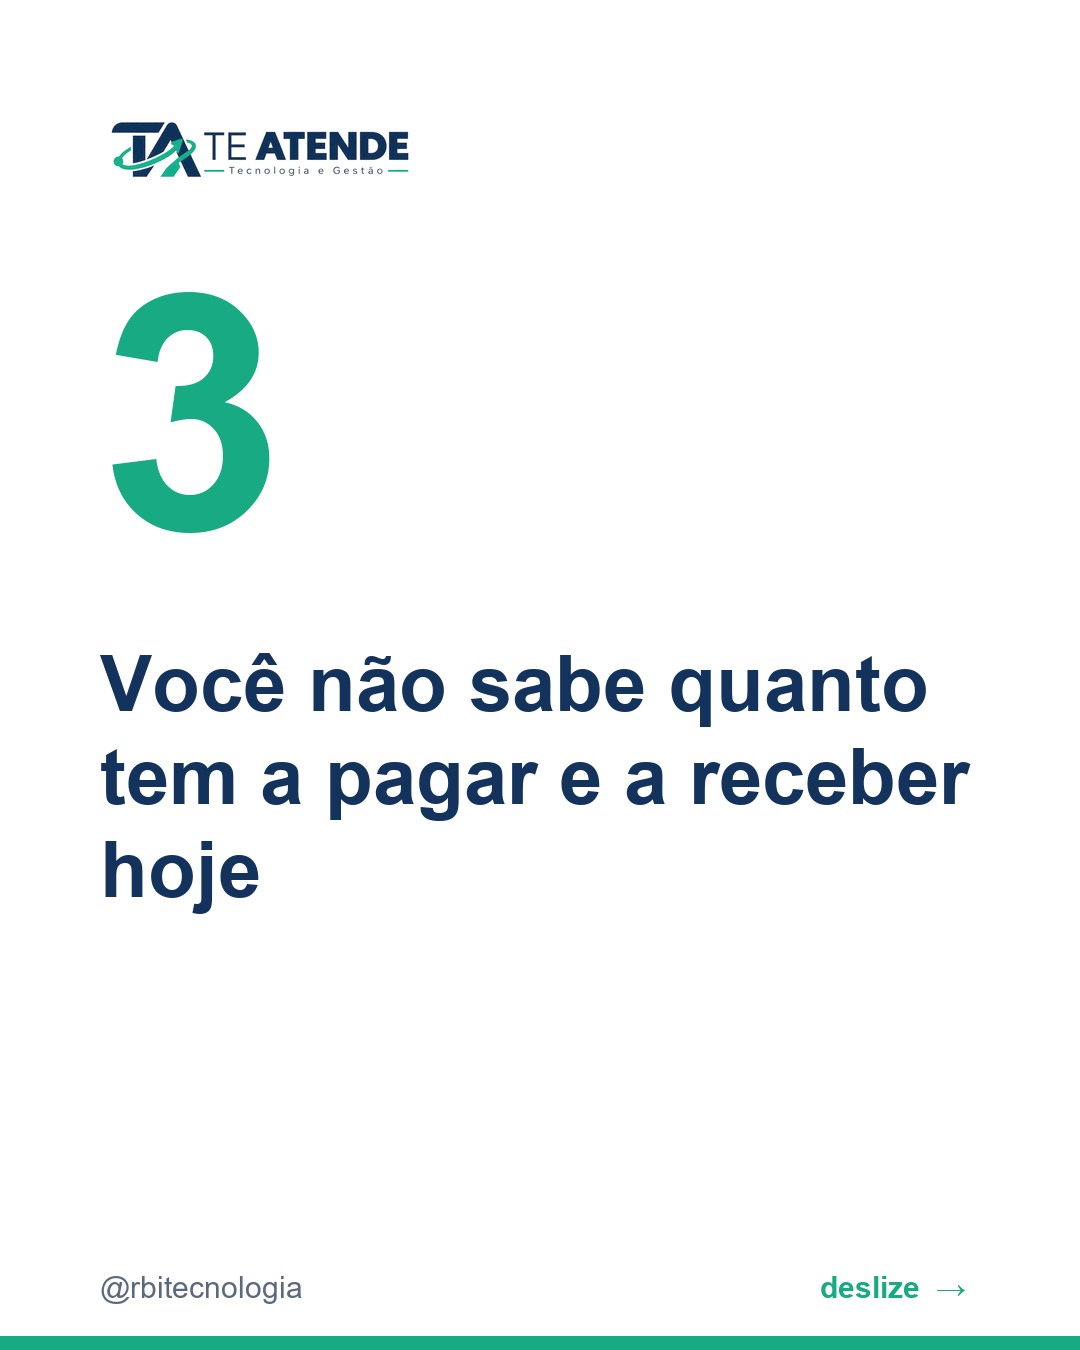 TE ATENDE
Tecnologia e Gestão
3
Você não sabe quanto
tem a pagar e a receber
hoje
@rbitecnologia
deslize →